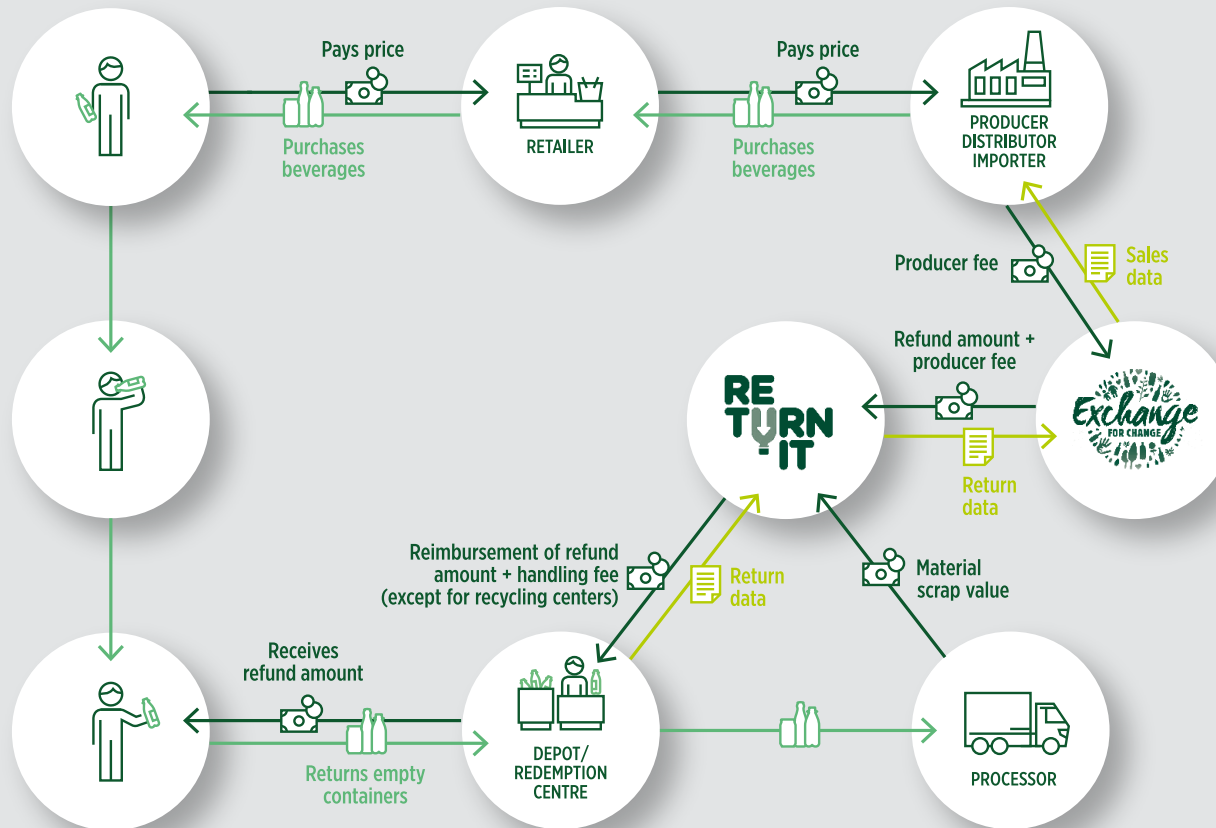 Pays price
Pays price
RETAILER
PRODUCER
DISTRIBUTOR
IMPORTER
Purchases
beverages
Purchases
beverages
Producer fee
Sales
data
Refund amount +
producer fee
RE
TURN
IT
Exchange
FOR CHANGE
Return
data
Reimbursement of refund
amount + handling fee
(except for recycling centers)
Return
data
Material
scrap value
Receives
refund amount
Returns empty
containers
DEPOT/
REDEMPTION
CENTRE
PROCESSOR